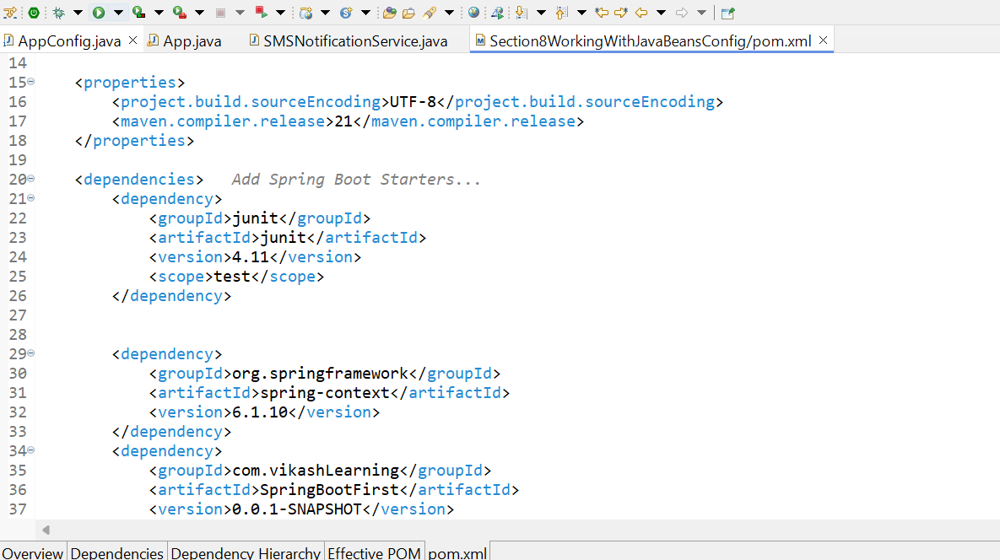 AppConfig.java
App.java
SMSNotificationService.java
Section8WorkingWithJavaBeansConfig/pom.xml
14
15 <properties>
16 <project.build.sourceEncoding>UTF-8</project.build.sourceEncoding>
17 <maven.compiler.release>21</maven.compiler.release>
18 </properties>
19
20 <dependencies> Add Spring Boot Starters...
21 <dependency>
22 <groupId>junit</groupId>
23 <artifactId>junit</artifactId>
24 <version>4.11</version>
25 <scope>test</scope>
26 </dependency>
27
28
29 <dependency>
30 <groupId>org.springframework</groupId>
31 <artifactId>spring-context</artifactId>
32 <version>6.1.10</version>
33 </dependency>
34 <dependency>
35 <groupId>com.vikashLearning</groupId>
36 <artifactId>SpringBootFirst</artifactId>
37 <version>0.0.1-SNAPSHOT</version>
Overview Dependencies Dependency Hierarchy Effective POM pom.xml